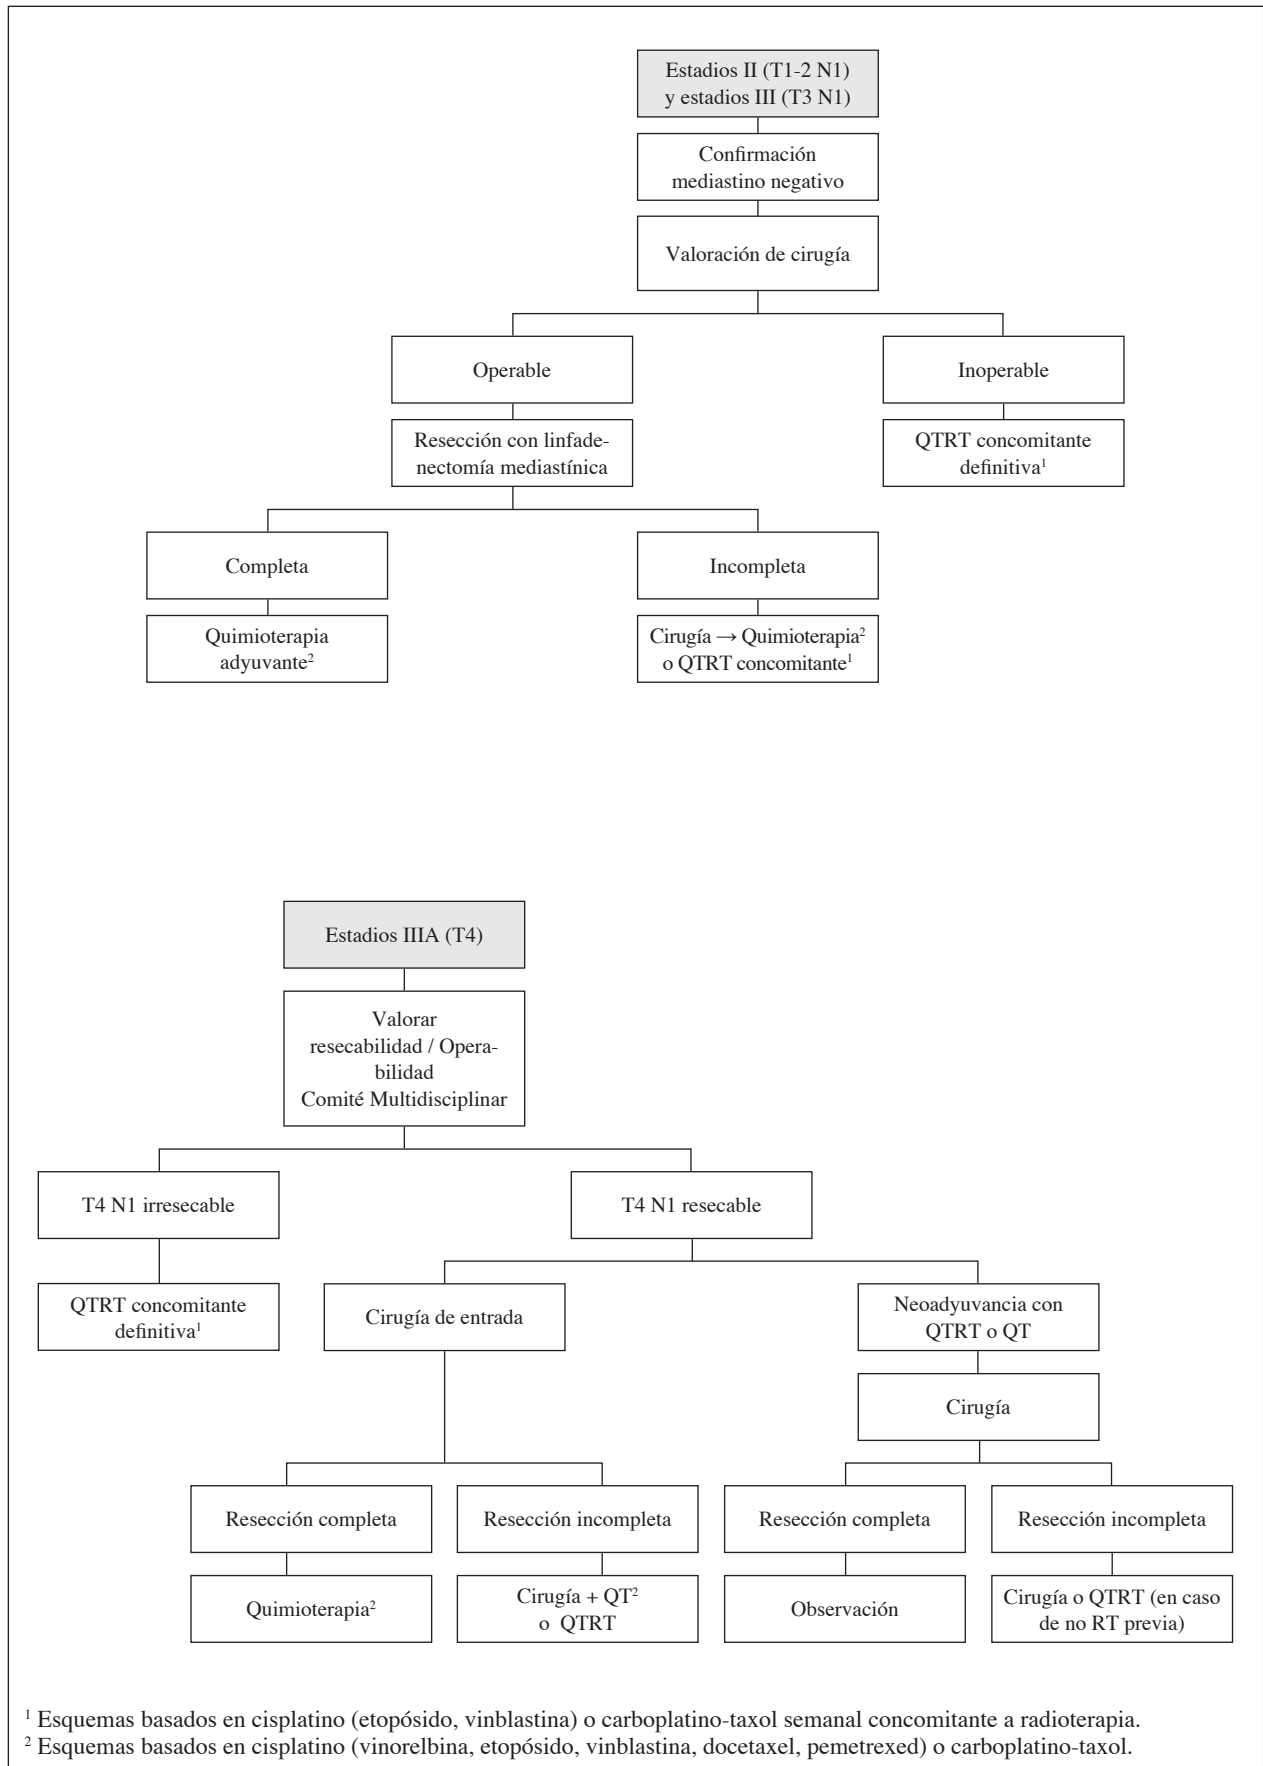 Estadios II (T1-2 N1)
y estadios III (T3 N1)
Confirmación
mediastino negativo
Valoración de cirugía
Operable
Inoperable
Resección con linfade-
nectomía mediastínica
QTRT concomitante
definitiva¹
Completa
Incompleta
Quimioterapia
adyuvante²
Cirugía → Quimioterapia²
o QTRT concomitante¹
Estadios IIIA (T4)
Valorar
resecabilidad / Opera-
bilidad
Comité Multidisciplinar
T4 N1 irresecable
T4 N1 resecable
QTRT concomitante
definitiva¹
Cirugía de entrada
Neoadyuvancia con
QTRT o QT
Cirugía
Resección completa
Resección incompleta
Resección completa
Resección incompleta
Quimioterapia²
Cirugía + QT²
o QTRT
Observación
Cirugía o QTRT (en caso
de no RT previa)
¹ Esquemas basados en cisplatino (etopósido, vinblastina) o carboplatino-taxol semanal concomitante a radioterapia.
² Esquemas basados en cisplatino (vinorelbina, etopósido, vinblastina, docetaxel, pemetrexed) o carboplatino-taxol.